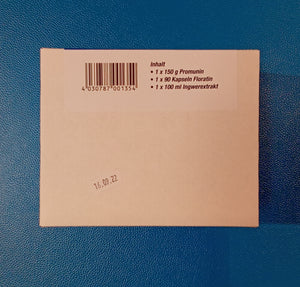 Inhalt
• 1 x 150 g Promunin
• 1 x 90 Kapseln Floratin
• 1 x 100 ml Ingwerextrakt
4 030787 001354
16.09.22